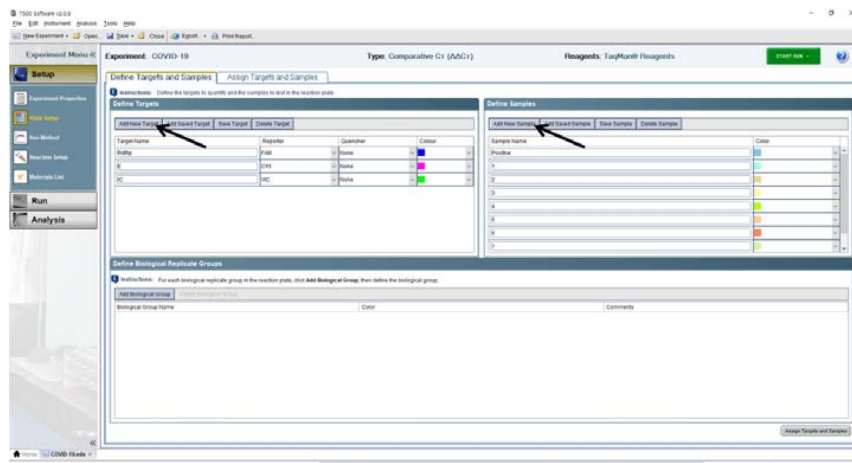 7500 Software v2.0.6
File Edit Instrument Analysis Tools Help
New Experiment Open... Save Close Export... Print Report...
Experiment Menu «
Experiment: COVID-19 Type: Comparative CT (ΔΔCT) Reagents: TaqMan® Reagents START RUN
Setup
Experiment Properties
Plate Setup
Run Method
Reaction Setup
Materials List
Run
Analysis
Define Targets and Samples Assign Targets and Samples
Instructions: Define the targets to quantify and the samples to test in the reaction plate.
Define Targets
Add New Target Add Saved Target Save Target Delete Target
Target Name Reporter Quencher Colour
FAM None
E CY5 None
IC VIC None
Define Samples
Add New Sample Add Saved Sample Save Sample Delete Sample
Sample Name Color
Positive
1
2
3
4
5
6
7
Define Biological Replicate Groups
Instructions: For each biological replicate group in the reaction plate, click Add Biological Group, then define the biological group.
Add Biological Group Delete Biological Group
Biological Group Name Color Comments
Assign Targets and Samples
Home COVID-19.eds ×